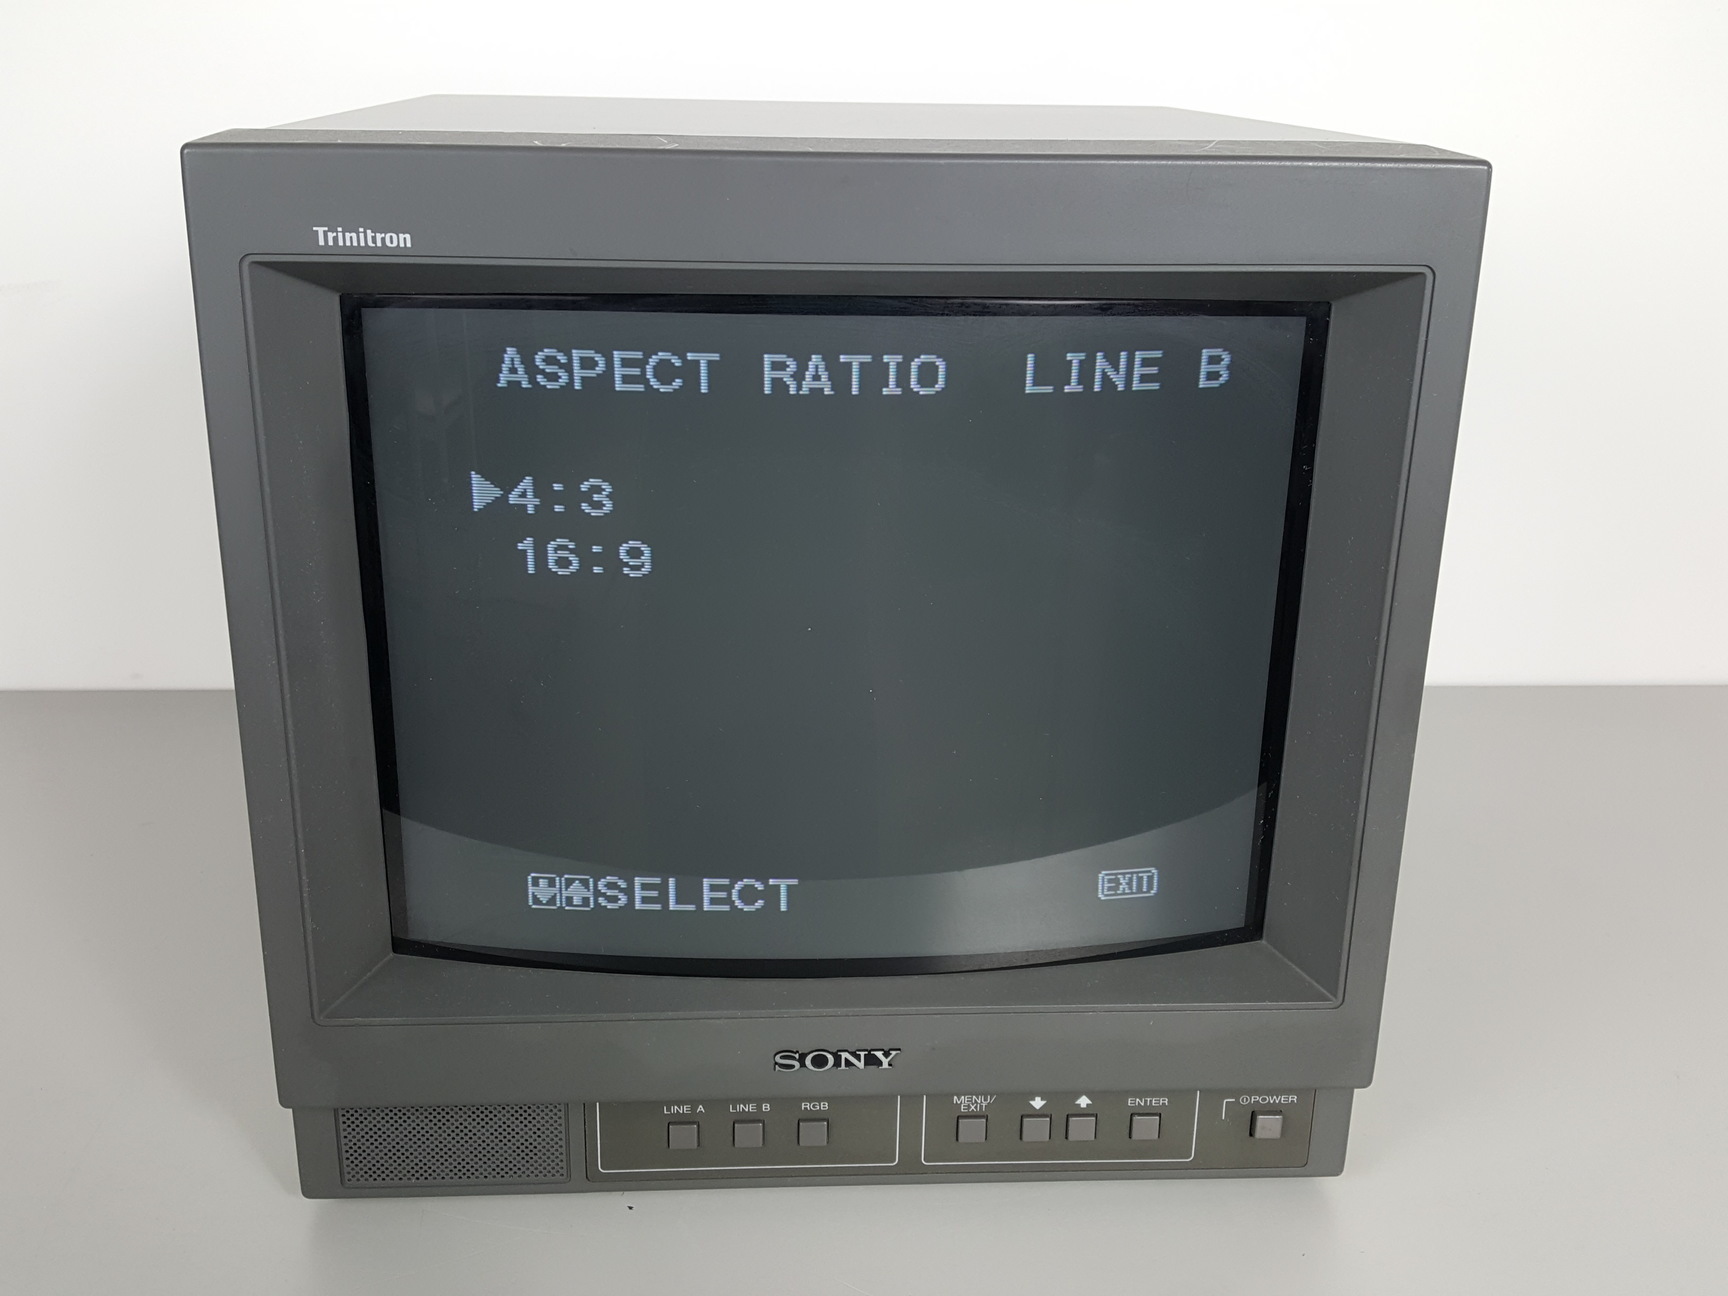 Trinitron
ASPECT RATIO LINE B
▶4:3
16:9
SELECT
EXIT
SONY
LINE A
LINE B
RGB
MENU/
EXIT
ENTER
POWER